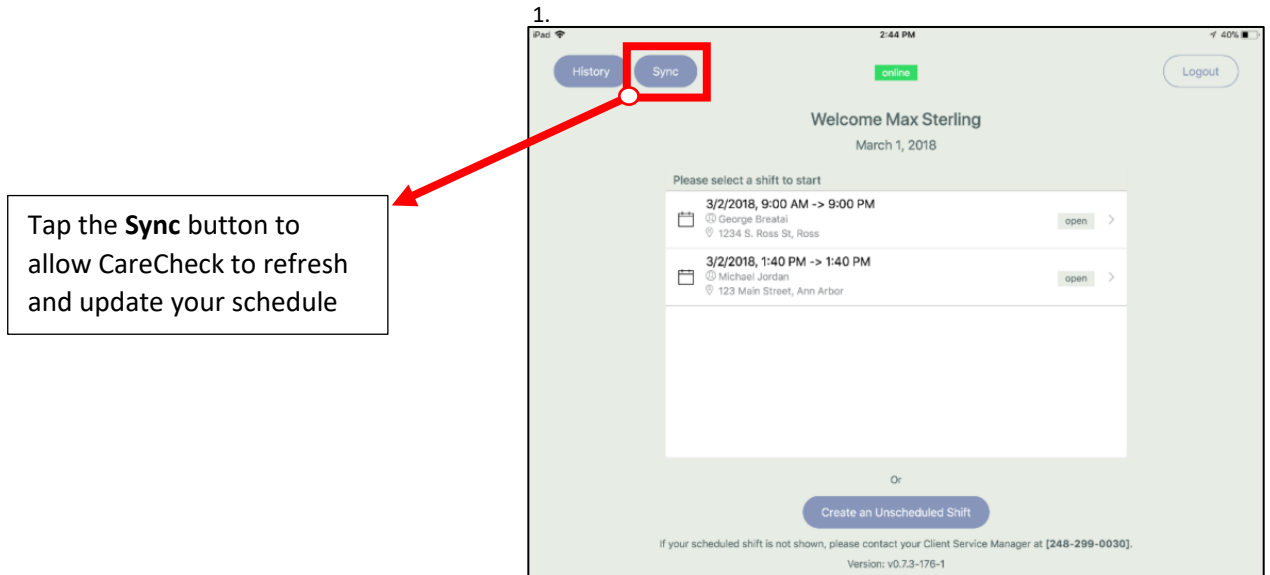 1.
iPad 2:44 PM 40%
History Sync online Logout
Welcome Max Sterling
March 1, 2018
Please select a shift to start
3/2/2018, 9:00 AM -> 9:00 PM
George Breatai
1234 S. Ross St, Ross
open
3/2/2018, 1:40 PM -> 1:40 PM
Michael Jordan
123 Main Street, Ann Arbor
open
Or
Create an Unscheduled Shift
If your scheduled shift is not shown, please contact your Client Service Manager at [248-299-0030].
Version: v0.7.3-176-1
Tap the Sync button to
allow CareCheck to refresh
and update your schedule